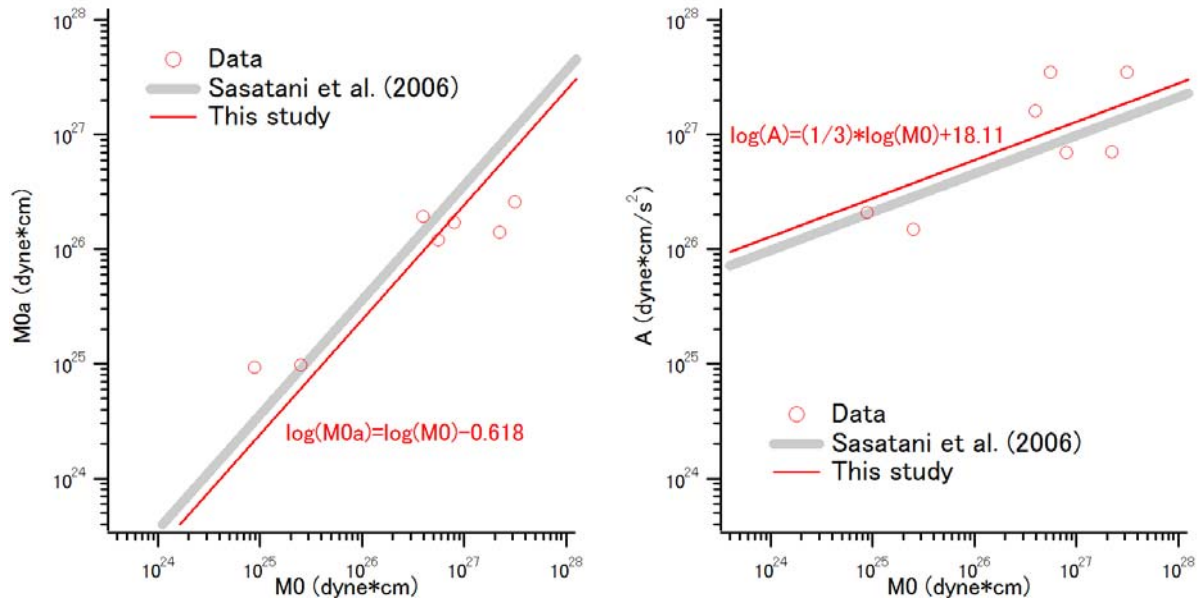 10^28
10^27
10^26
10^25
10^24
M0a (dyne*cm)
Data
Sasatani et al. (2006)
This study
log(M0a)=log(M0)-0.618
10^24 10^25 10^26 10^27 10^28
M0 (dyne*cm)
10^28
10^27
10^26
10^25
10^24
A (dyne*cm/s^2)
log(A)=(1/3)*log(M0)+18.11
Data
Sasatani et al. (2006)
This study
10^24 10^25 10^26 10^27 10^28
M0 (dyne*cm)